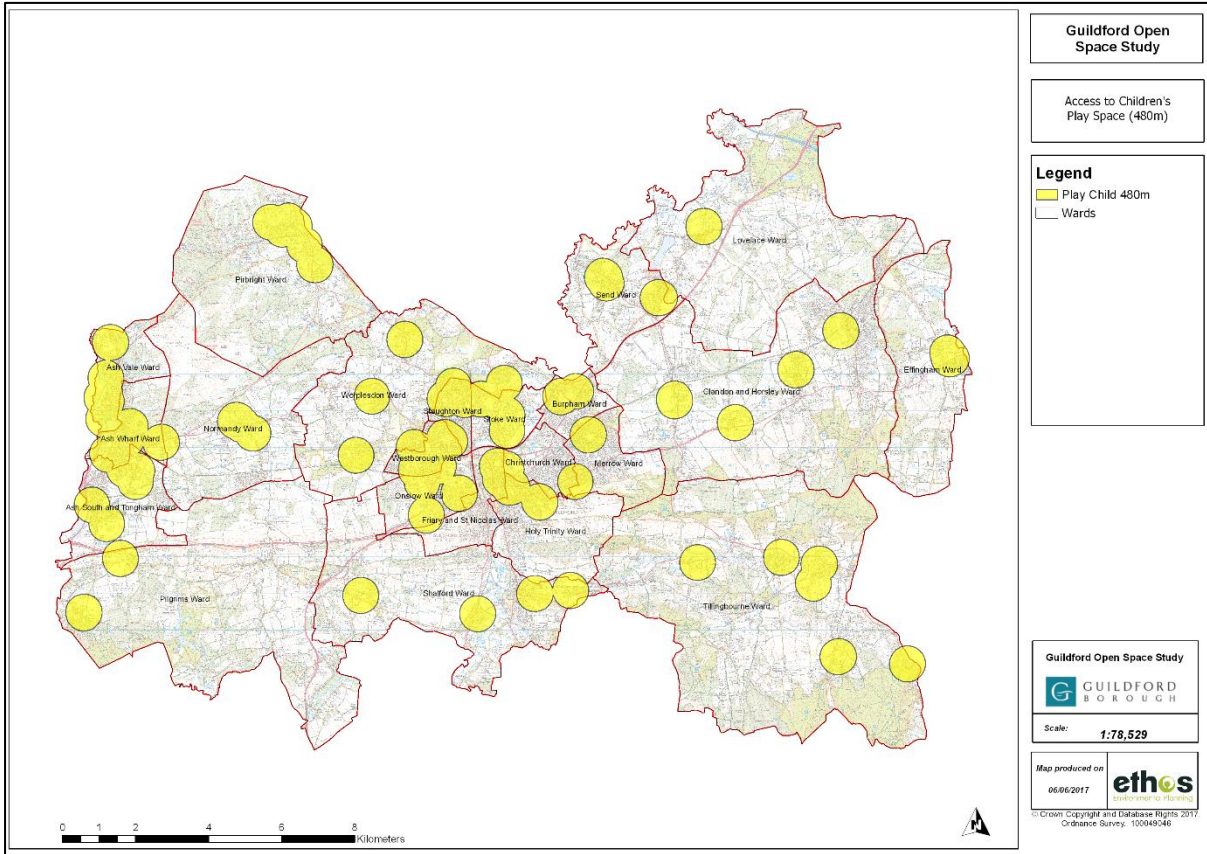 Guildford Open
Space Study
Access to Children's
Play Space (480m)
Legend
Play Child 480m
Wards
Lovelace Ward
Pirbright Ward
Send Ward
Ash Vale Ward
Effingham Ward
Clandon and Horsley Ward
Worplesdon Ward
Burpham Ward
Stoughton Ward
Stoke Ward
Normandy Ward
Ash Wharf Ward
Westborough Ward
Christchurch Ward
Merrow Ward
Onslow Ward
Ash South and Tongham Ward
Friary and St Nicolas Ward
Holy Trinity Ward
Pilgrims Ward
Shalford Ward
Tillingbourne Ward
Guildford Open Space Study
G GUILDFORD
BOROUGH
Scale: 1:78,529
Map produced on
06/06/2017
ethos
Environmental Planning
© Crown Copyright and Database Rights 2017
Ordnance Survey. 100049046
0 1 2 4 6 8
Kilometers
N